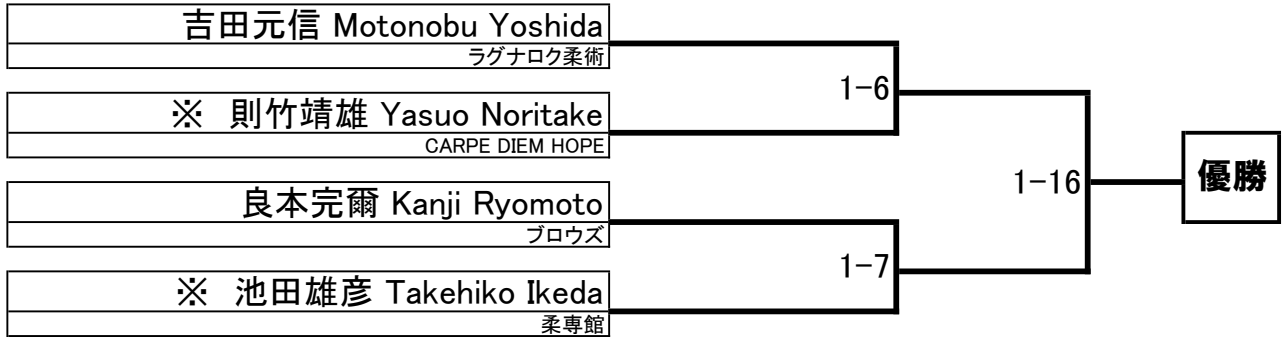 吉田元信 Motonobu Yoshida
ラグナロク柔術
1-6
※ 則竹靖雄 Yasuo Noritake
CARPE DIEM HOPE
1-16
優勝
良本完爾 Kanji Ryomoto
ブロウズ
1-7
※ 池田雄彦 Takehiko Ikeda
柔専館